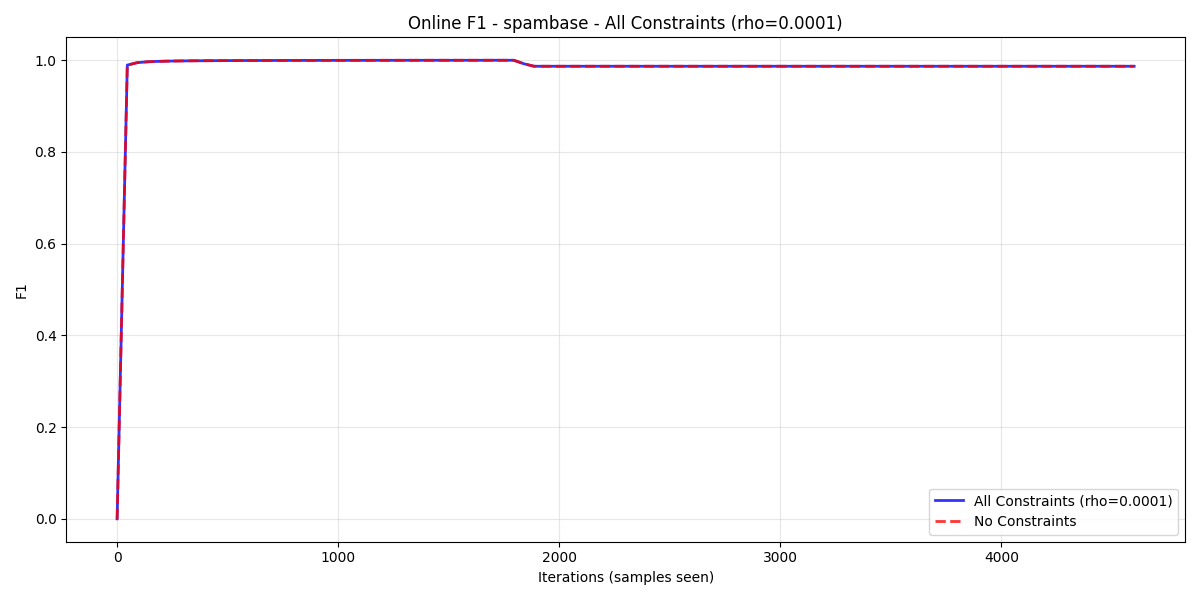 Online F1 - spambase - All Constraints (rho=0.0001)
1.0
0.8
0.6
0.4
0.2
0.0
F1
0 1000 2000 3000 4000
Iterations (samples seen)
All Constraints (rho=0.0001)
No Constraints